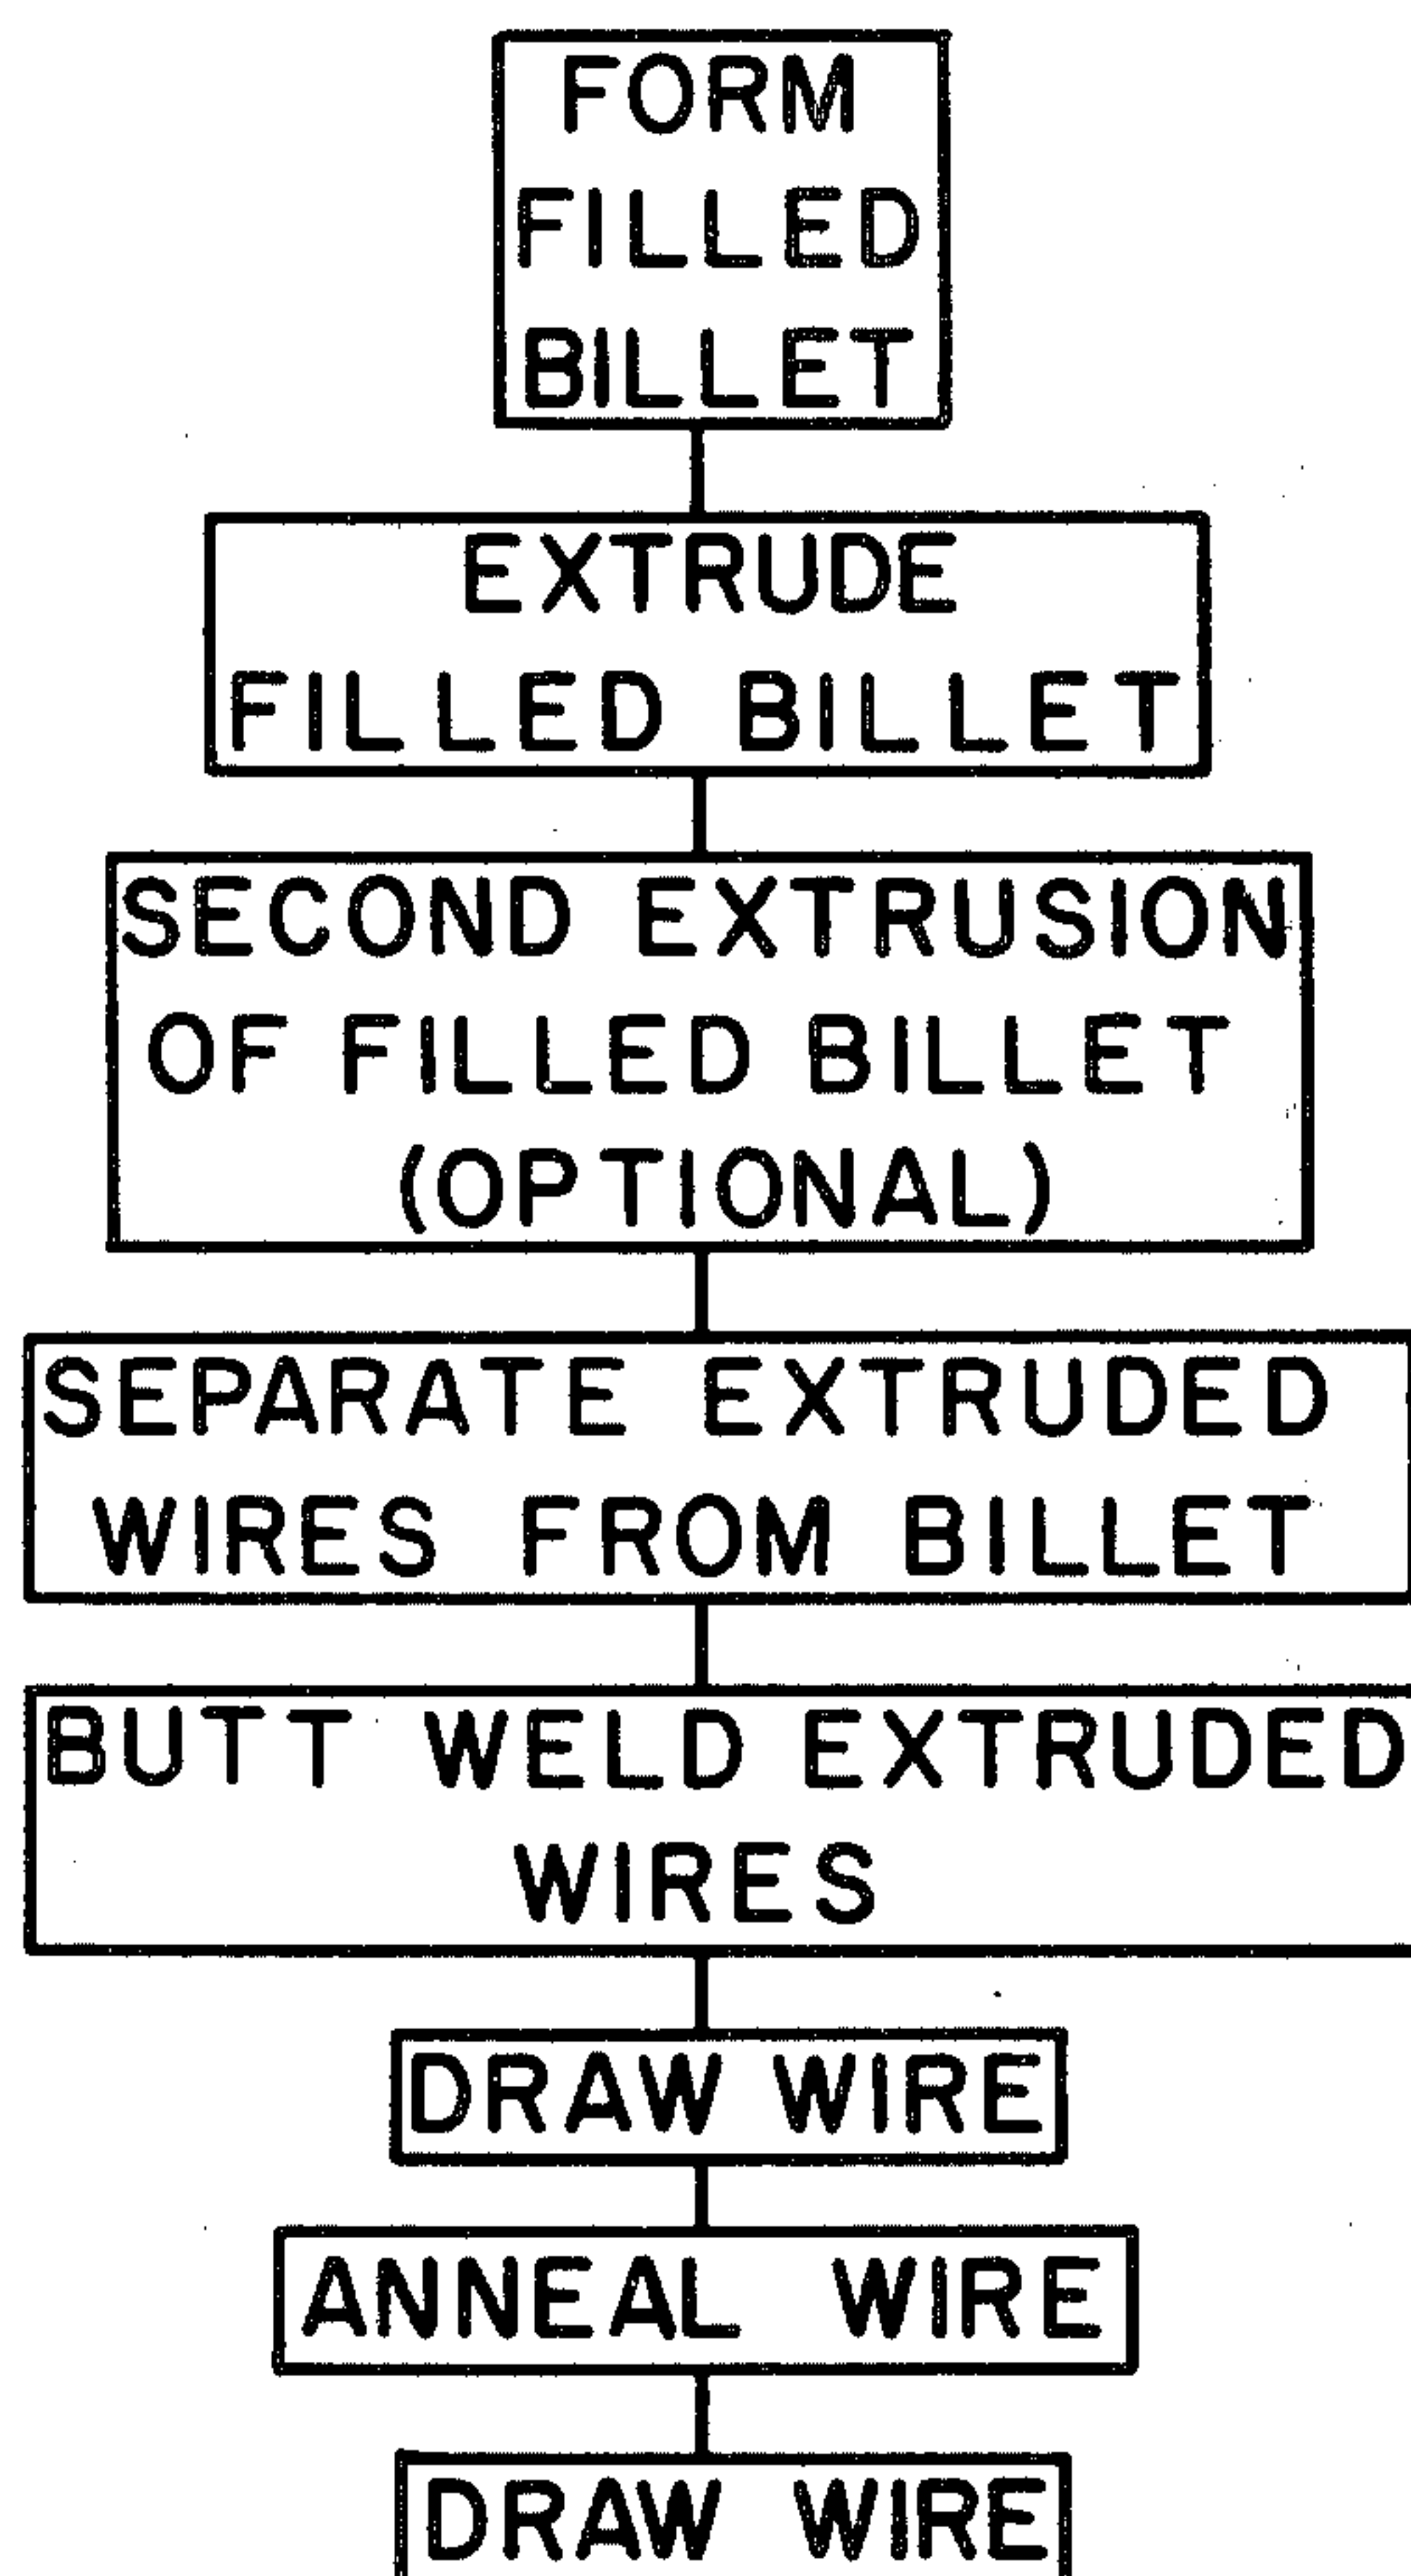 FORM
FILLED
BILLET
EXTRUDE
FILLED BILLET
SECOND EXTRUSION
OF FILLED BILLET
(OPTIONAL)
SEPARATE EXTRUDED
WIRES FROM BILLET
BUTT WELD EXTRUDED
WIRES
DRAW WIRE
ANNEAL WIRE
DRAW WIRE